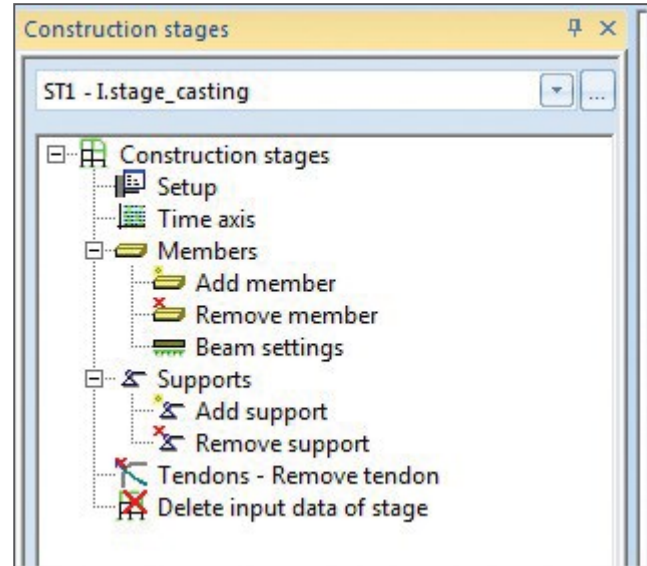 Construction stages
ST1 - I.stage_casting
...
Construction stages
Setup
Time axis
Members
Add member
Remove member
Beam settings
Supports
Add support
Remove support
Tendons - Remove tendon
Delete input data of stage